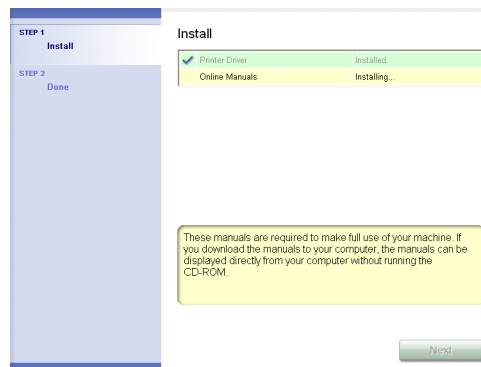 STEP 1
Install
STEP 2
Done
Install
Printer Driver Installed.
Online Manuals Installing...
These manuals are required to make full use of your machine. If
you download the manuals to your computer, the manuals can be
displayed directly from your computer without running the
CD-ROM.
Next